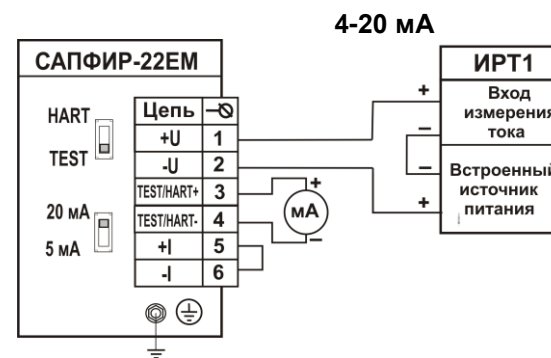 4-20 мА
САПФИР-22ЕМ
HART
TEST
20 мА
5 мА
Цепь
+U 1
-U 2
TEST/HART+ 3
TEST/HART- 4
+I 5
-I 6
+
мА
–
ИРТ1
+
Вход
измерения
тока
–
–
Встроенный
источник
питания
+